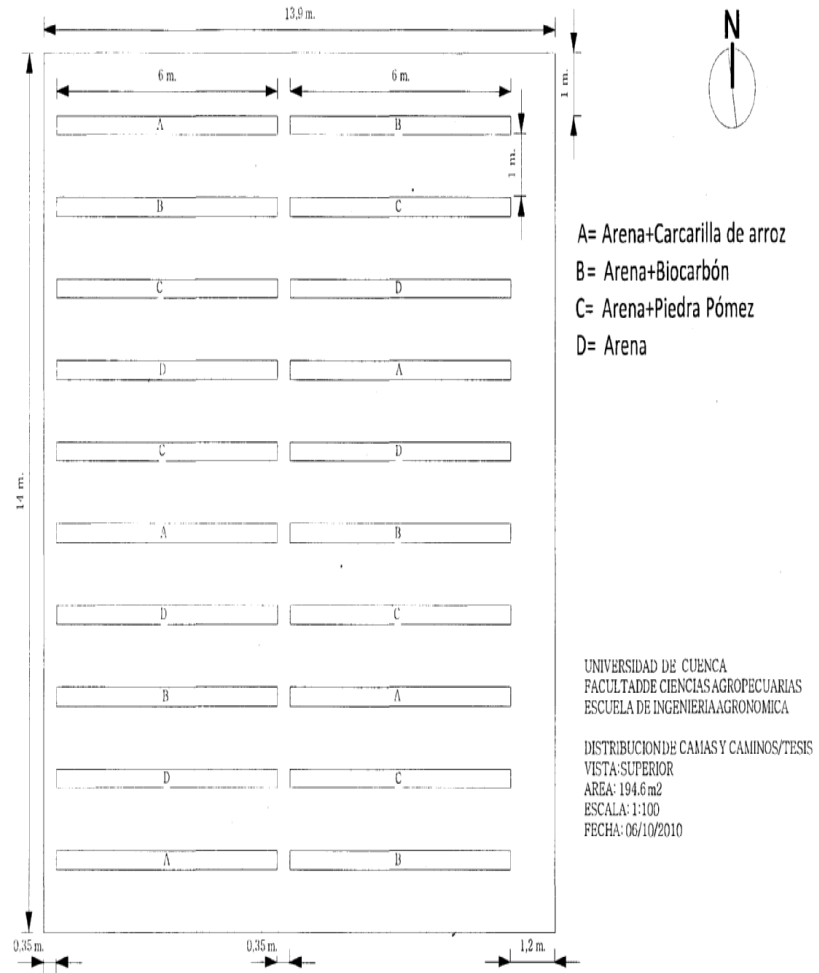 13,9 m.
N
6 m.
6 m.
1 m.
A
B
1 m.
B
C
A= Arena+Carcarilla de arroz
B= Arena+Biocarbón
C= Arena+Piedra Pómez
D= Arena
C
D
D
A
C
D
14 m.
A
B
D
C
B
A
D
C
A
B
UNIVERSIDAD DE CUENCA
FACULTADDE CIENCIAS AGROPECUARIAS
ESCUELA DE INGENIERIAAGRONOMICA
DISTRIBUCION DE CAMAS Y CAMINOS/TESIS
VISTA:SUPERIOR
AREA: 194.6 m2
ESCALA: 1:100
FECHA: 06/10/2010
0,35 m.
0,35 m.
1,2 m.